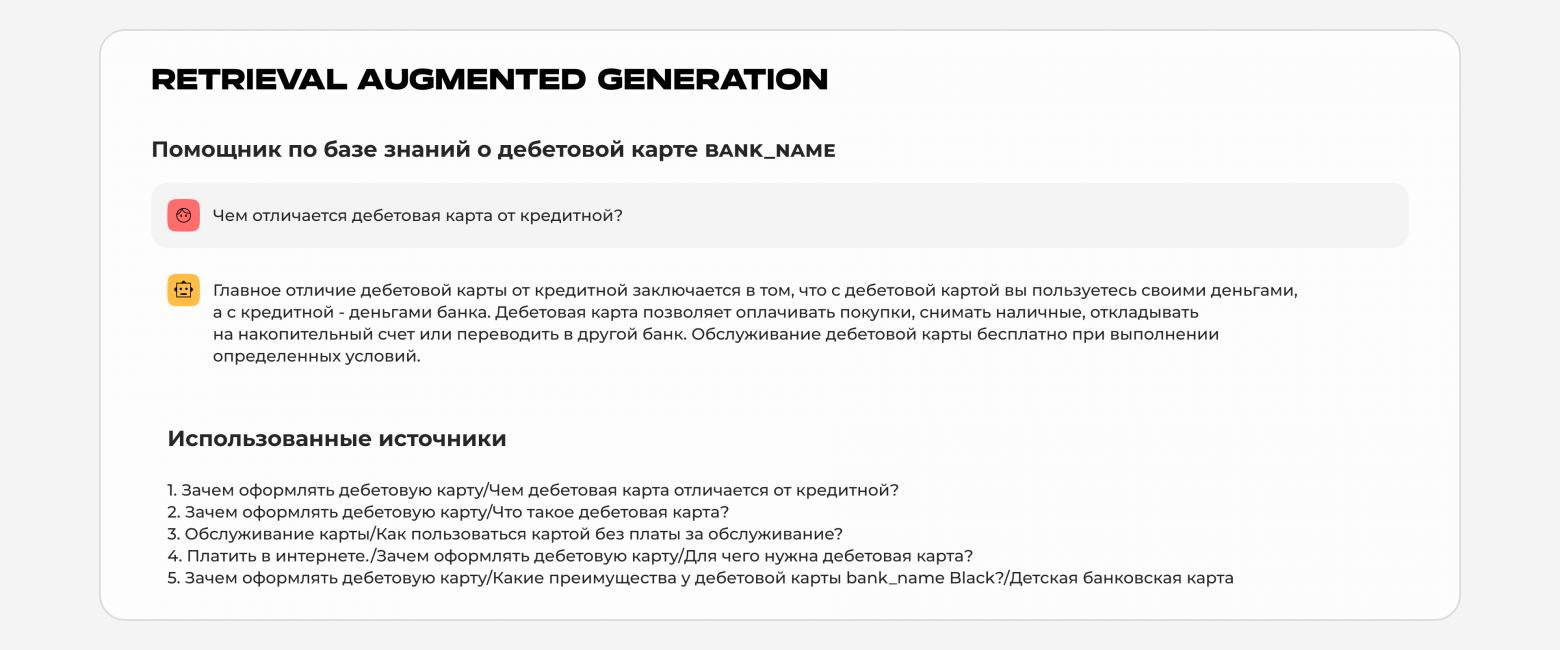 RETRIEVAL AUGMENTED GENERATION
Помощник по базе знаний о дебетовой карте BANK_NAME
Чем отличается дебетовая карта от кредитной?
Главное отличие дебетовой карты от кредитной заключается в том, что с дебетовой картой вы пользуетесь своими деньгами,
а с кредитной - деньгами банка. Дебетовая карта позволяет оплачивать покупки, снимать наличные, откладывать
на накопительный счет или переводить в другой банк. Обслуживание дебетовой карты бесплатно при выполнении
определенных условий.
Использованные источники
1. Зачем оформлять дебетовую карту/Чем дебетовая карта отличается от кредитной?
2. Зачем оформлять дебетовую карту/Что такое дебетовая карта?
3. Обслуживание карты/Как пользоваться картой без платы за обслуживание?
4. Платить в интернете./Зачем оформлять дебетовую карту/Для чего нужна дебетовая карта?
5. Зачем оформлять дебетовую карту/Какие преимущества у дебетовой карты bank_name Black?/Детская банковская карта